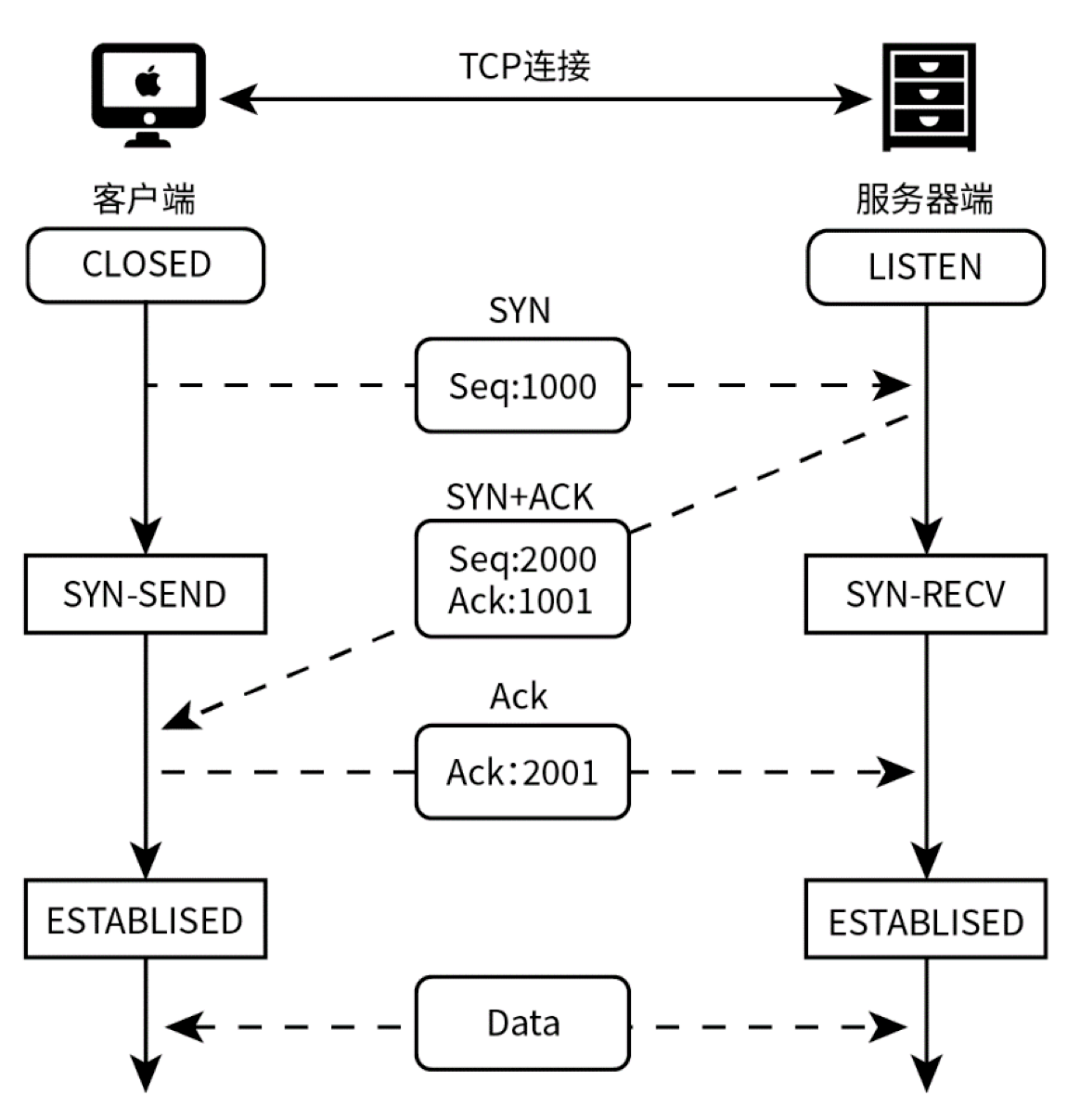 TCP连接
客户端
服务器端
CLOSED
LISTEN
SYN
Seq:1000
SYN+ACK
Seq:2000
Ack:1001
SYN-SEND
SYN-RECV
Ack
Ack：2001
ESTABLISED
ESTABLISED
Data